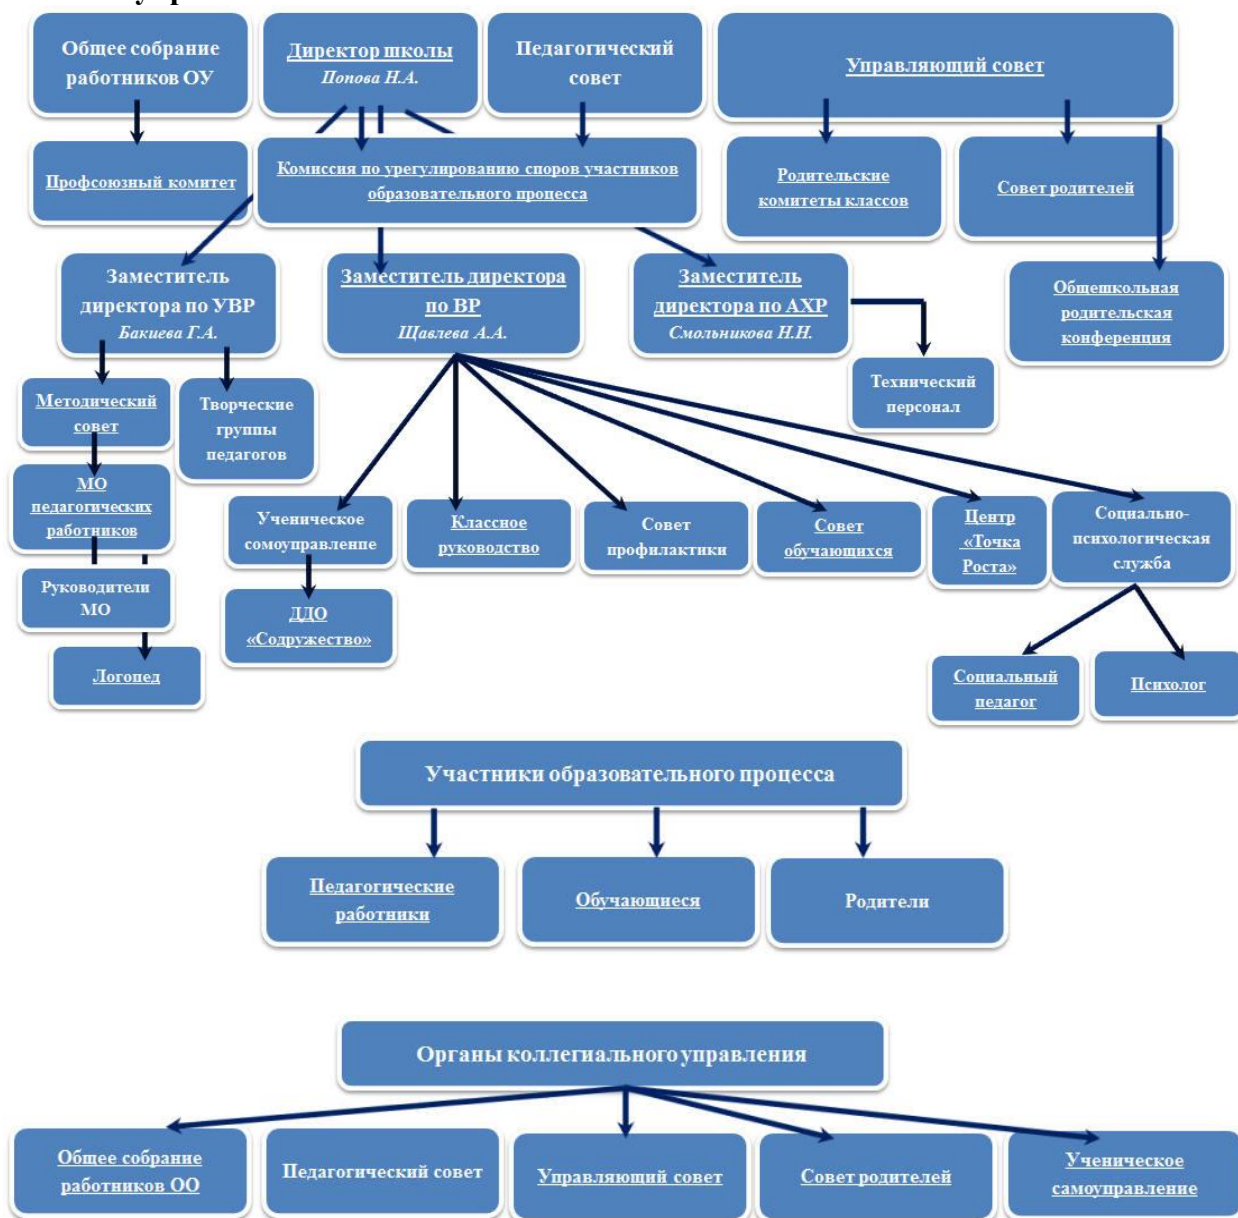 Общее собрание
работников ОУ
Директор школы
Попова Н.А.
Педагогический
совет
Управляющий совет
Профсоюзный комитет
Комиссия по урегулированию споров участников
образовательного процесса
Родительские
комитеты классов
Совет родителей
Заместитель
директора по УВР
Бакиева Г.А.
Заместитель директора
по ВР
Щавлева А.А.
Заместитель
директора по АХР
Смольникова Н.Н.
Общешкольная
родительская
конференция
Методический
совет
Творческие
группы
педагогов
Технический
персонал
МО
педагогических
работников
Ученическое
сомоуправленпе
Классное
руководство
Совет
профилактики
Совет
обучающихся
Центр
«Точка
Роста»
Социально-
психологическая
служба
Руководители
МО
ДДО
«Содружество»
Логопед
Социальный
педагог
Психолог
Участники образовательного процесса
Педагогические
работники
Обучающиеся
Родители
Органы коллегиального управления
Общее собрание
работников ОО
Педагогический совет
Управляющий совет
Совет родителей
Ученическое
самоуправление